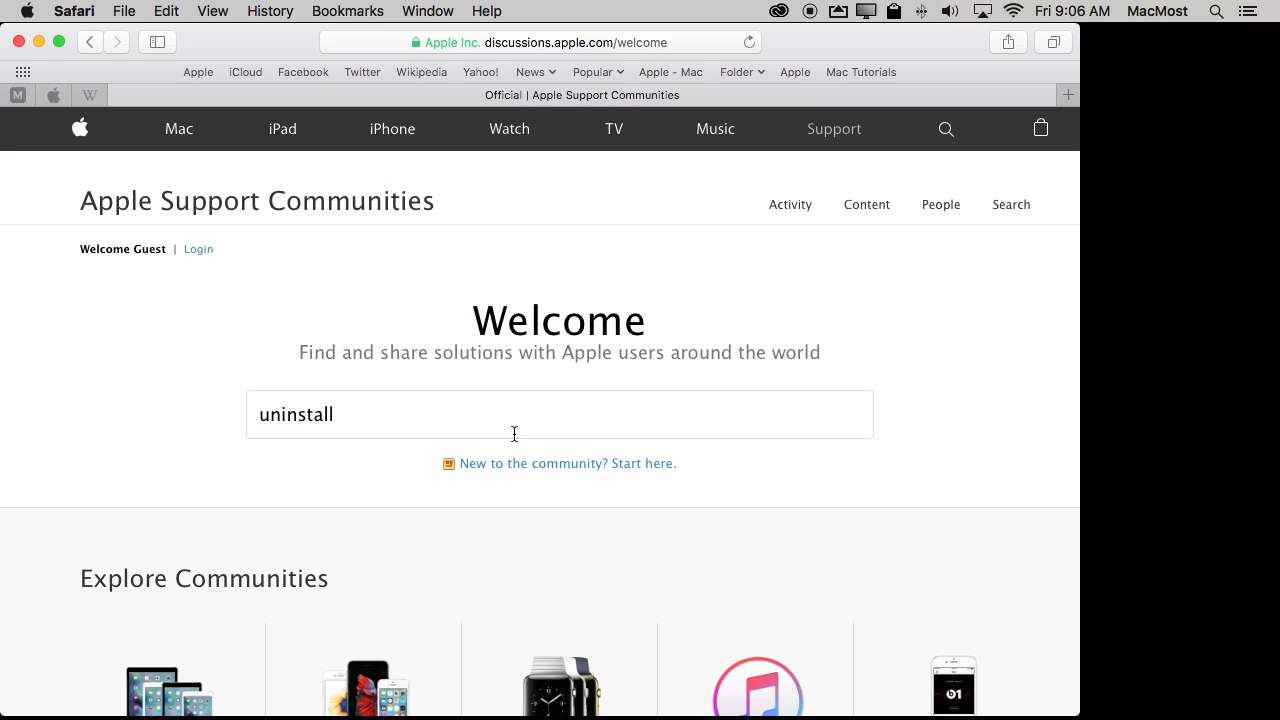 Safari File Edit View History Bookmarks Window Help Fri 9:06 AM MacMost
Apple Inc. discussions.apple.com/welcome
Apple iCloud Facebook Twitter Wikipedia Yahoo! News Popular Apple - Mac Folder Apple Mac Tutorials
M W Official | Apple Support Communities +
Mac iPad iPhone Watch TV Music Support
Apple Support Communities
Activity Content People Search
Welcome Guest | Login
Welcome
Find and share solutions with Apple users around the world
uninstall
New to the community? Start here.
Explore Communities
1